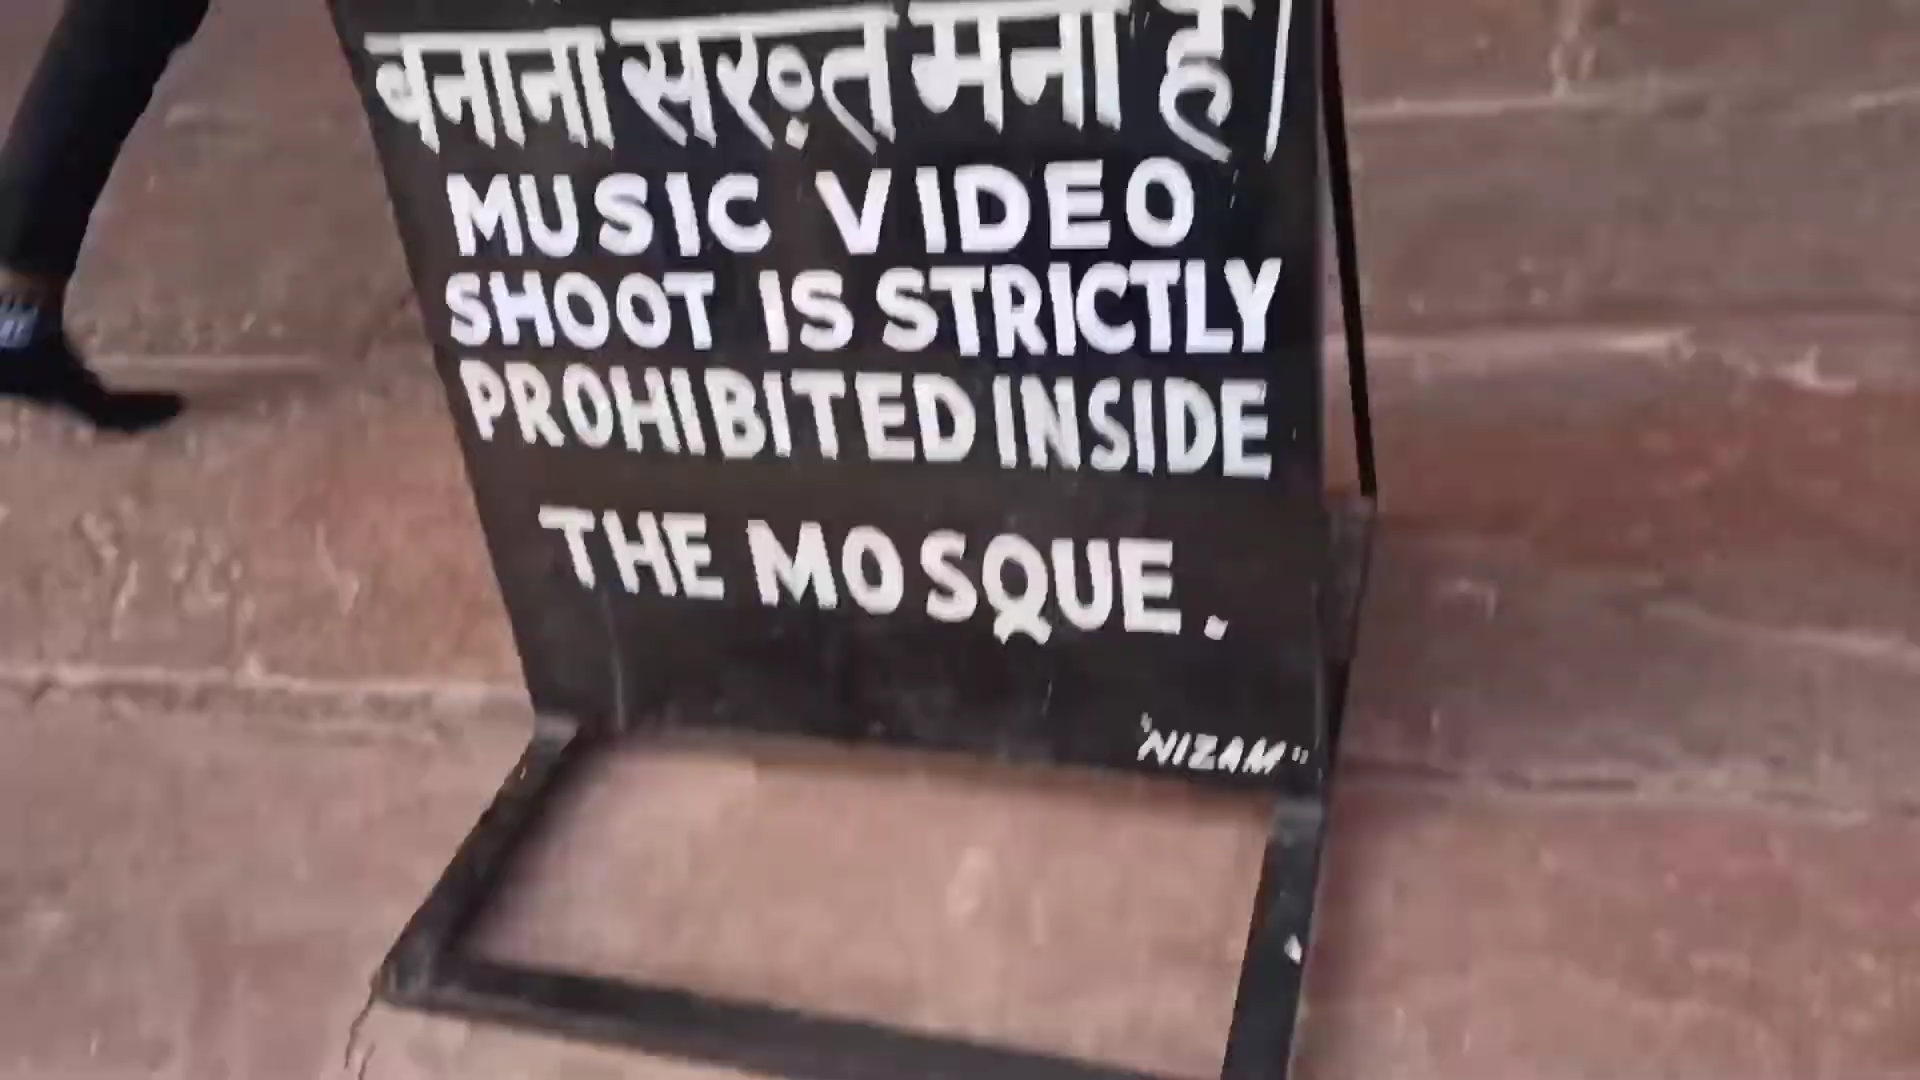 बनाना सख़्त मना है।
MUSIC VIDEO
SHOOT IS STRICTLY
PROHIBITED INSIDE
THE MOSQUE.
"NIZAM"